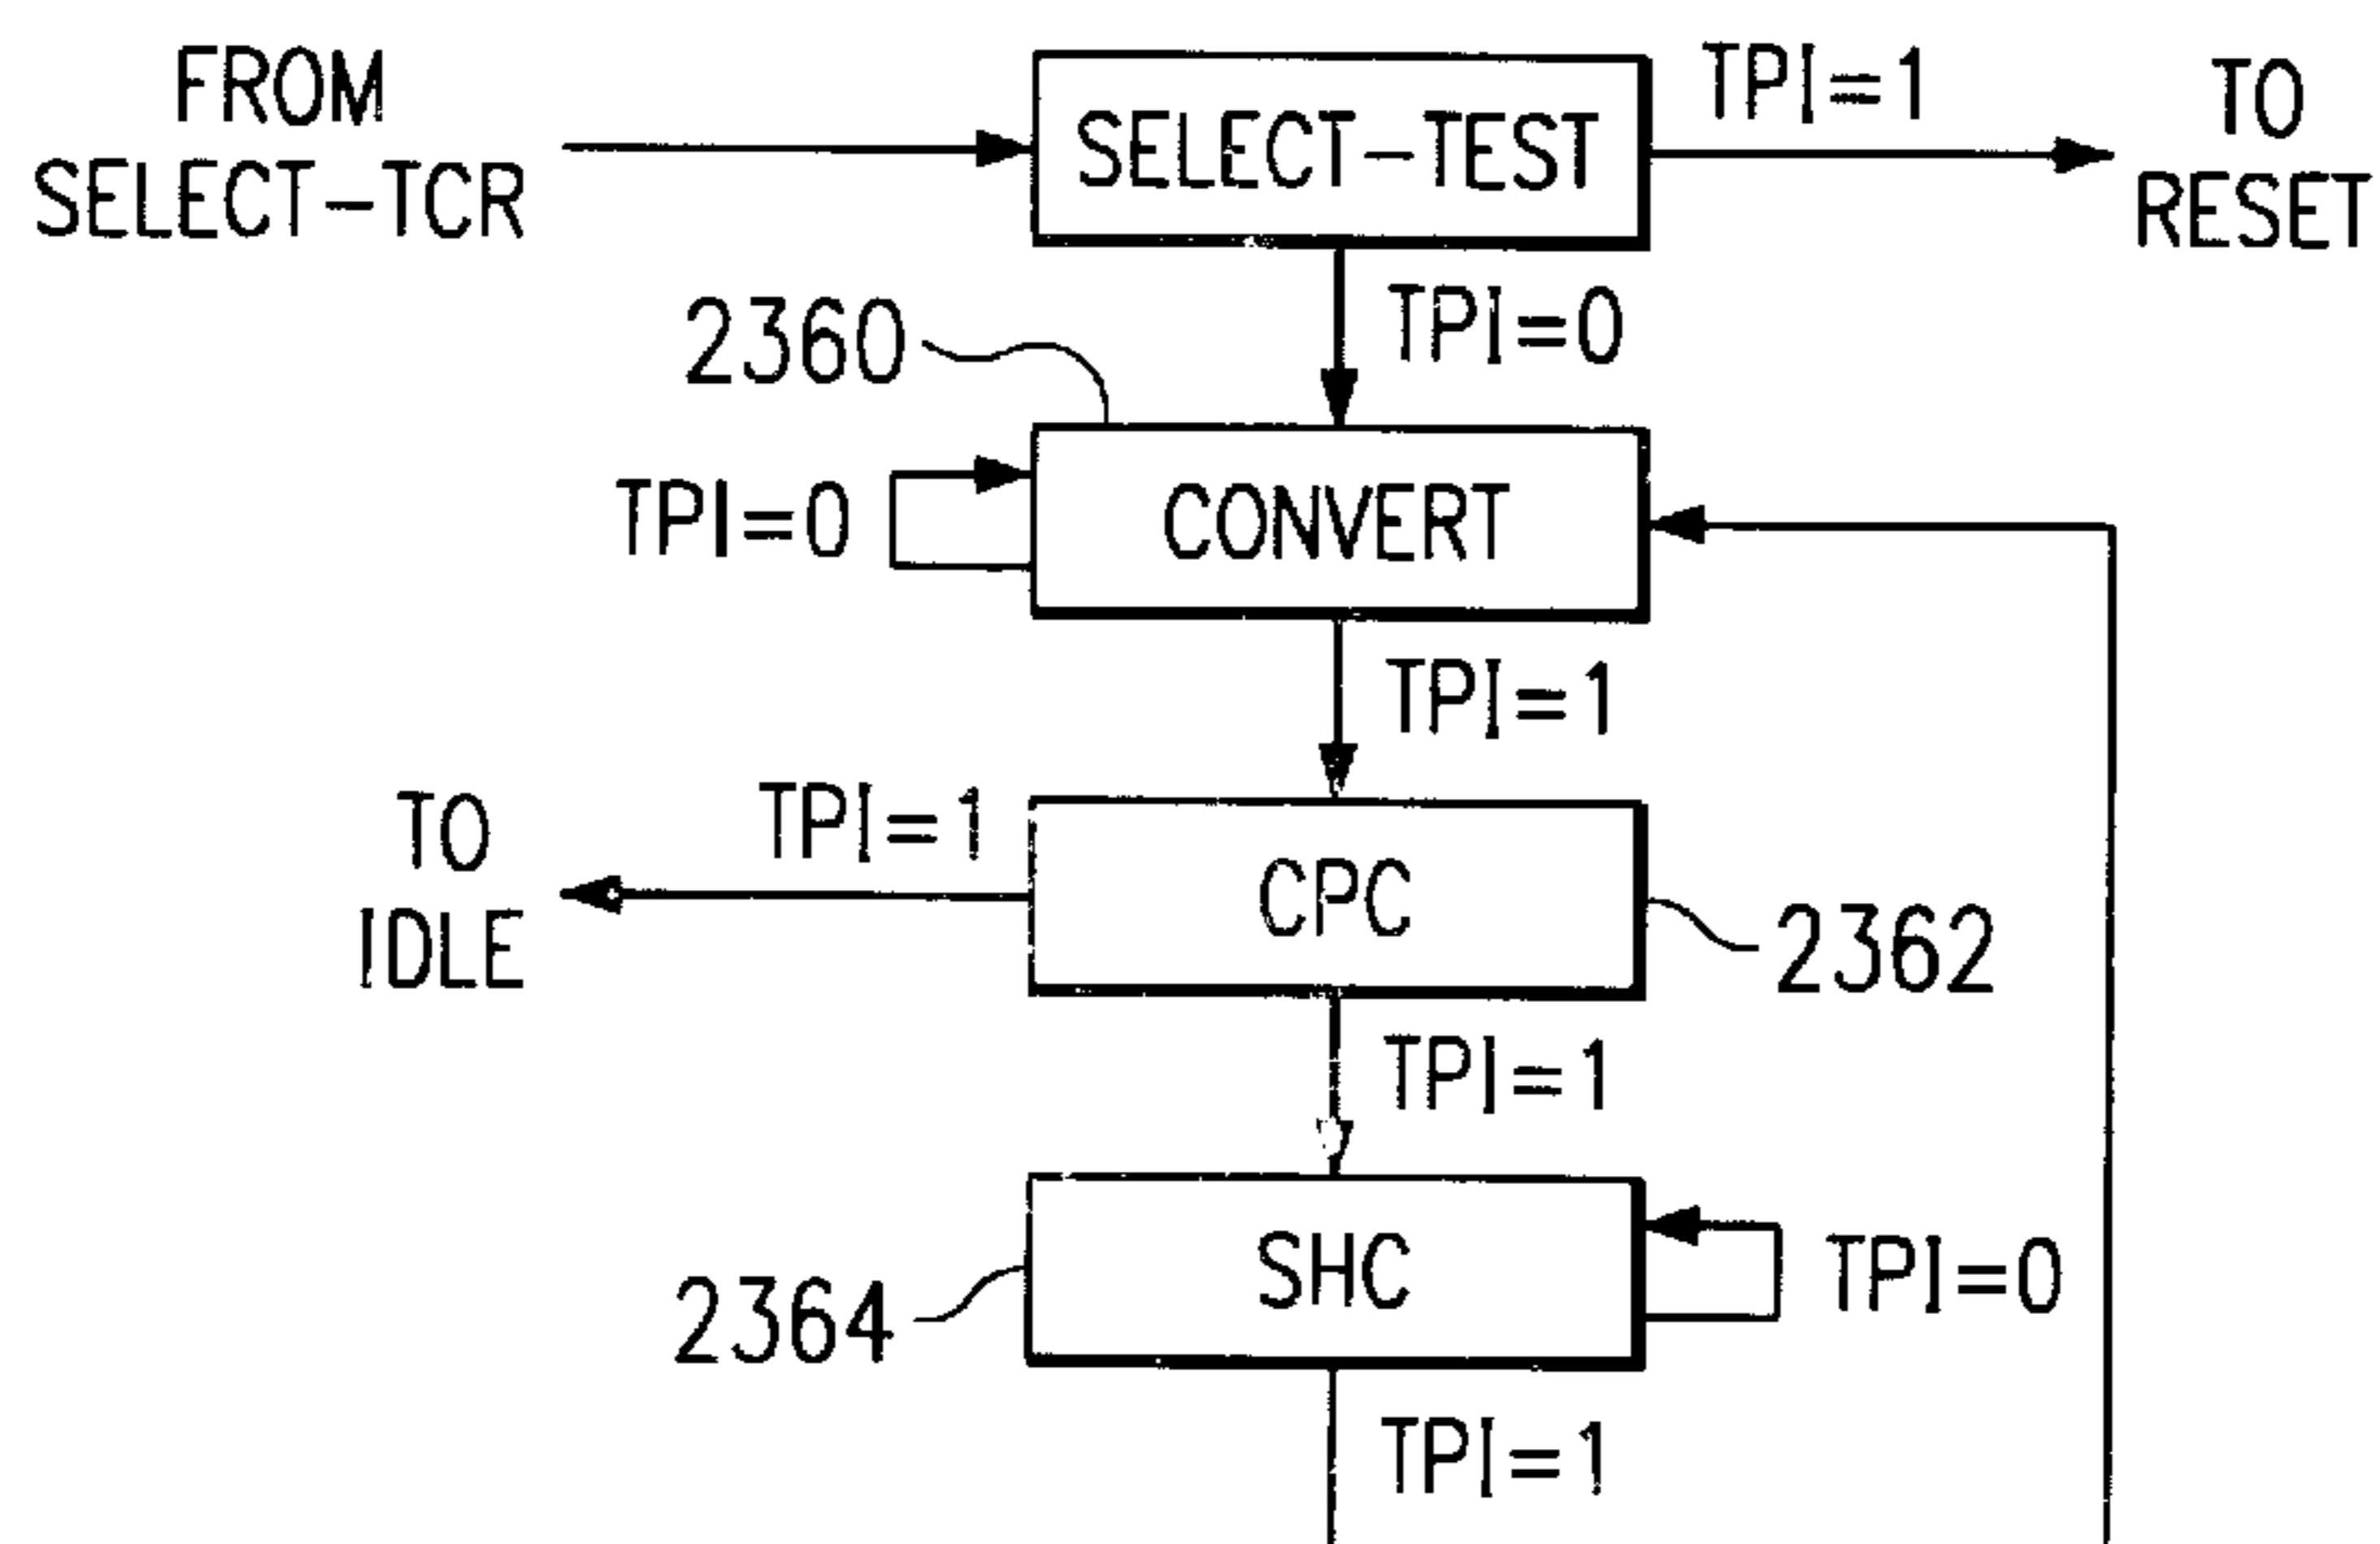 FROM
SELECT-TCR
SELECT-TEST
TPI=1
TO
RESET
2360
TPI=0
TPI=0
CONVERT
TPI=1
TO
IDLE
TPI=1
CPC
2362
TPI=1
2364
SHC
TPI=0
TPI=1